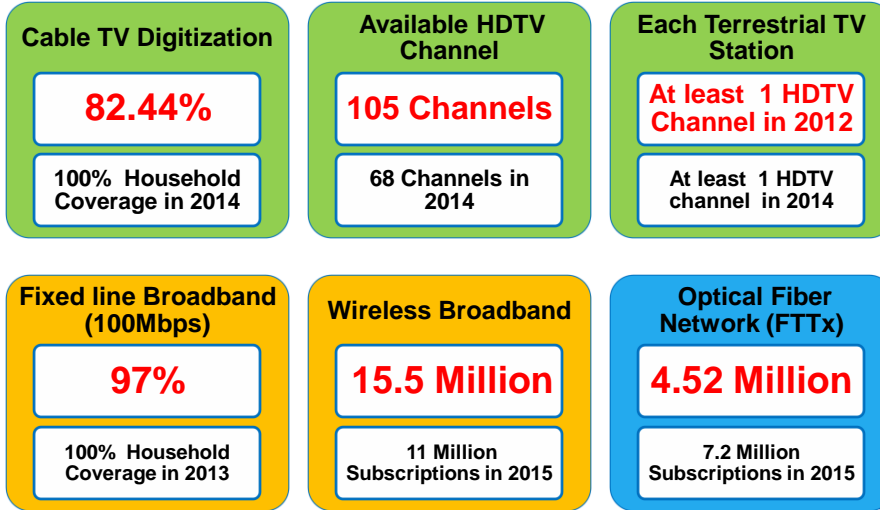 Cable TV Digitization
82.44%
100% Household
Coverage in 2014
Available HDTV
Channel
105 Channels
68 Channels in
2014
Each Terrestrial TV
Station
At least 1 HDTV
Channel in 2012
At least 1 HDTV
channel in 2014
Fixed line Broadband
(100Mbps)
97%
100% Household
Coverage in 2013
Wireless Broadband
15.5 Million
11 Million
Subscriptions in 2015
Optical Fiber
Network (FTTx)
4.52 Million
7.2 Million
Subscriptions in 2015